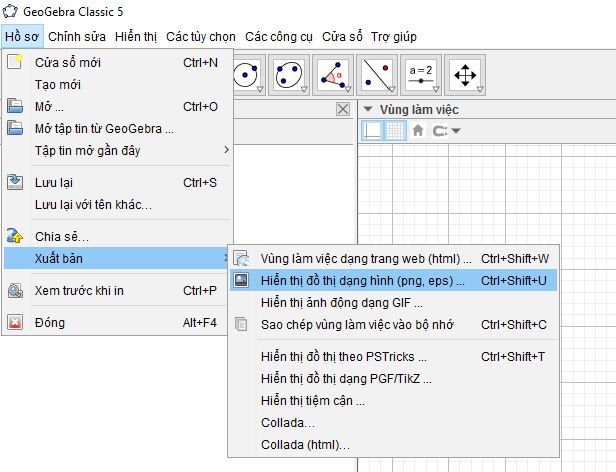 GeoGebra Classic 5
Hồ sơ Chỉnh sửa Hiển thị Các tùy chọn Các công cụ Cửa sổ Trợ giúp
Cửa sổ mới Ctrl+N
Tạo mới
Mở ... Ctrl+O
Mở tập tin từ GeoGebra ...
Tập tin mở gần đây
Lưu lại Ctrl+S
Lưu lại với tên khác...
Chia sẻ...
Xuất bản
Xem trước khi in Ctrl+P
Đóng Alt+F4
α
a = 2
Vùng làm việc
Vùng làm việc dạng trang web (html) ... Ctrl+Shift+W
Hiển thị đồ thị dạng hình (png, eps) ... Ctrl+Shift+U
Hiển thị ảnh động dạng GIF ...
Sao chép vùng làm việc vào bộ nhớ Ctrl+Shift+C
Hiển thị đồ thị theo PSTricks ... Ctrl+Shift+T
Hiển thị đồ thị dạng PGF/TikZ ...
Hiển thị tiệm cận ...
Collada...
Collada (html)...